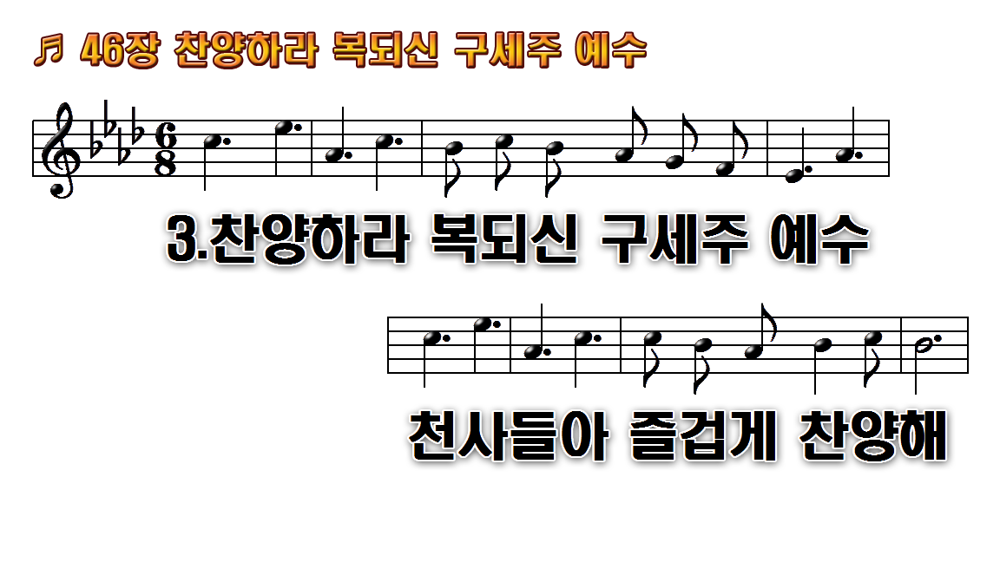 ♬ 46장 찬양하라 복되신 구세주 예수
6
8
3.찬양하라 복되신 구세주 예수
천사들아 즐겁게 찬양해